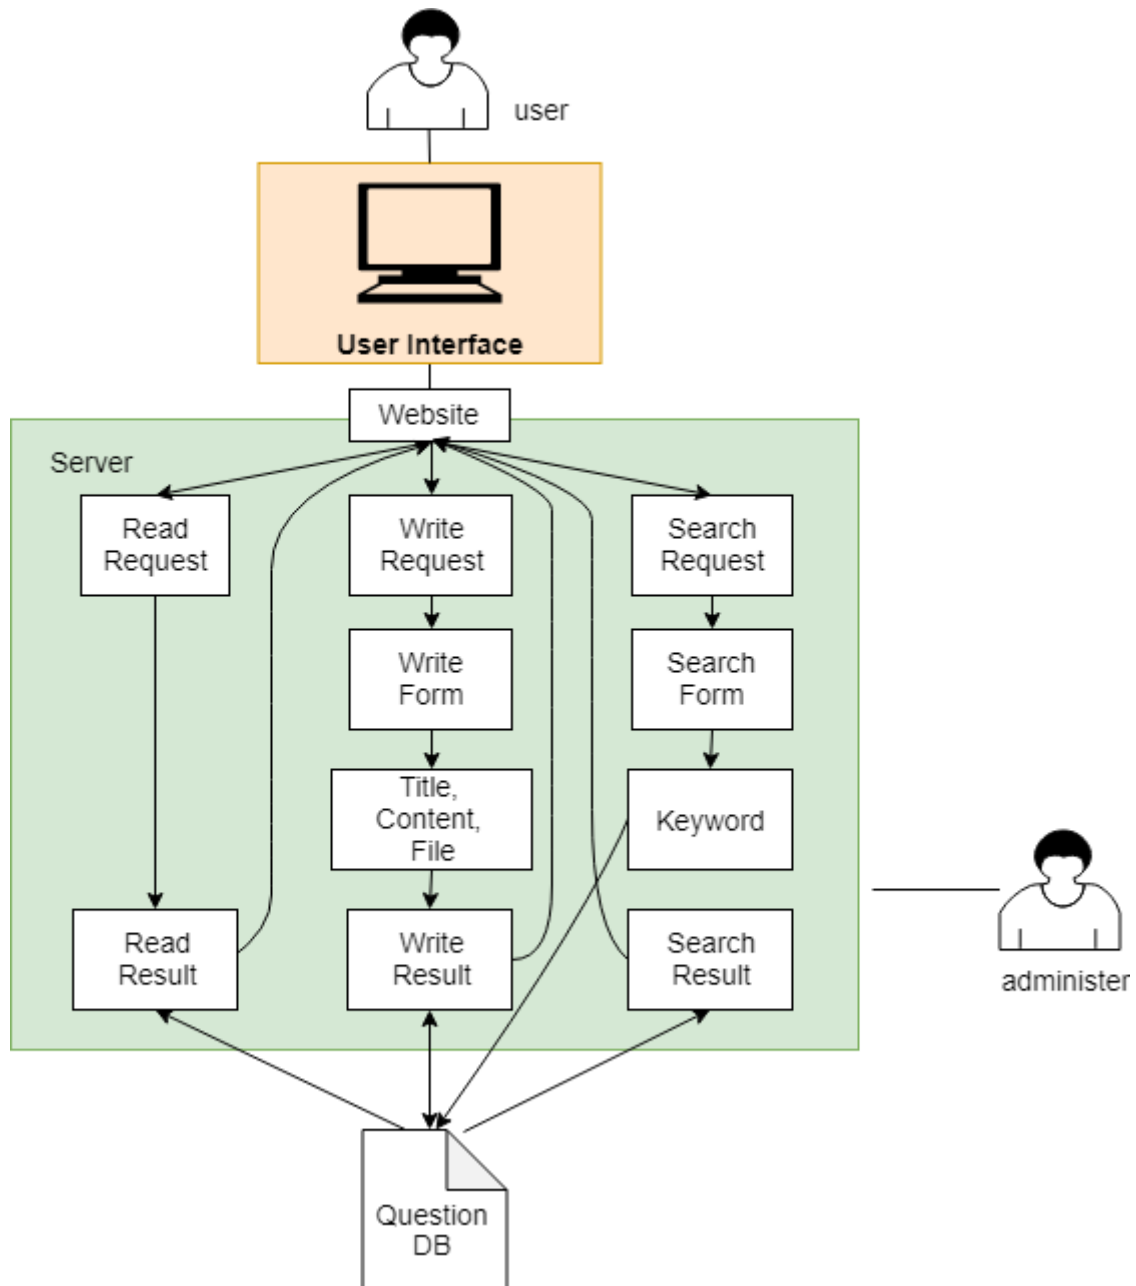 user
User Interface
Website
Server
Read
Request
Write
Request
Search
Request
Write
Form
Search
Form
Title,
Content,
File
Keyword
Read
Result
Write
Result
Search
Result
administer
Question
DB